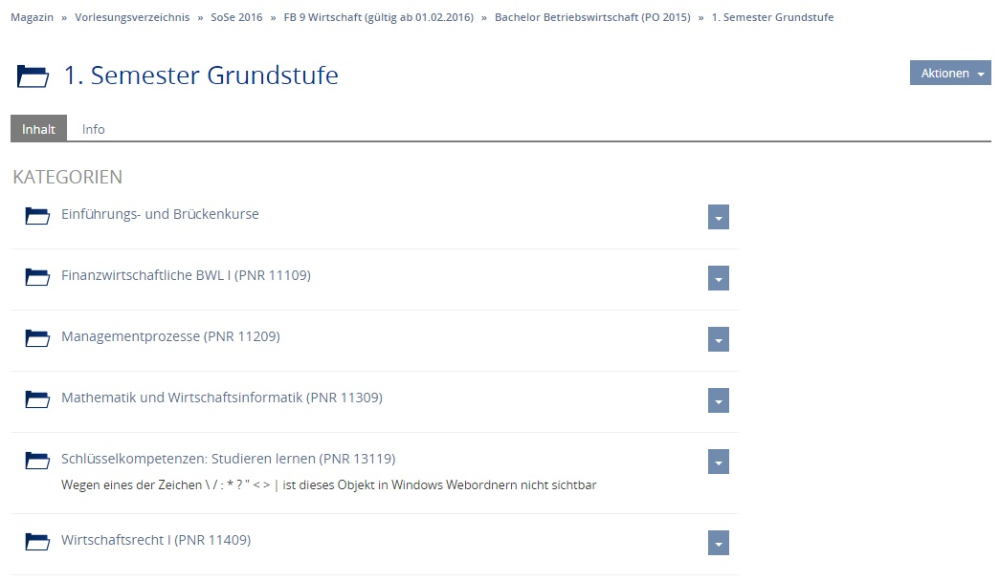 Magazin » Vorlesungsverzeichnis » SoSe 2016 » FB 9 Wirtschaft (gültig ab 01.02.2016) » Bachelor Betriebswirtschaft (PO 2015) » 1. Semester Grundstufe
1. Semester Grundstufe
Aktionen
Inhalt Info
KATEGORIEN
Einführungs- und Brückenkurse
Finanzwirtschaftliche BWL I (PNR 11109)
Managementprozesse (PNR 11209)
Mathematik und Wirtschaftsinformatik (PNR 11309)
Schlüsselkompetenzen: Studieren lernen (PNR 13119)
Wegen eines der Zeichen \ / : * ? " < > | ist dieses Objekt in Windows Webordnern nicht sichtbar
Wirtschaftsrecht I (PNR 11409)